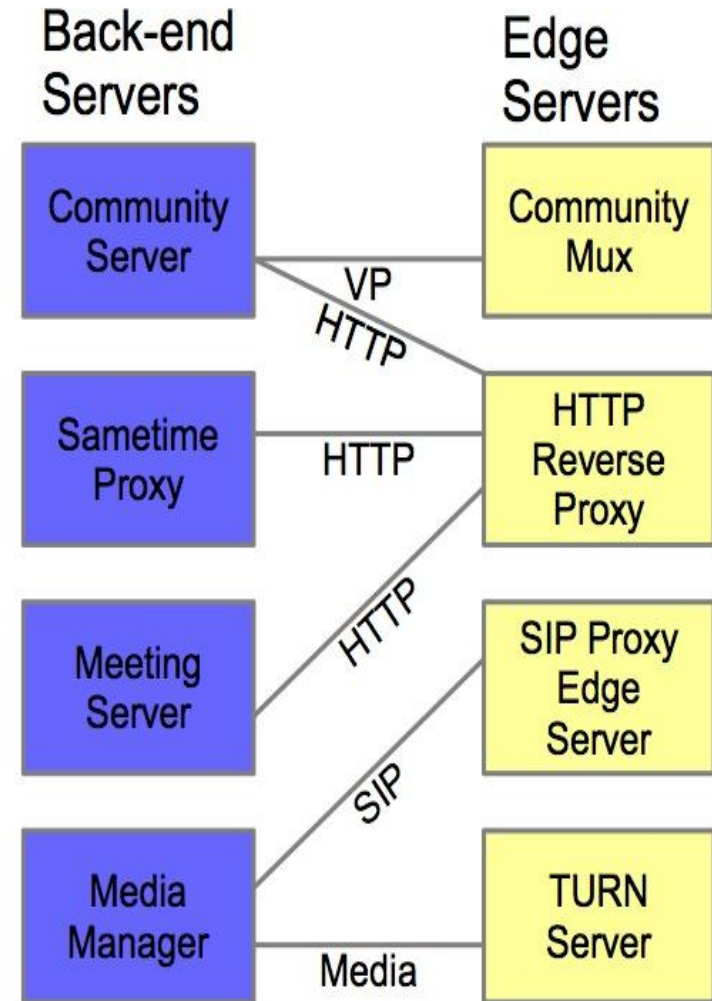 Back-end
Servers
Edge
Servers
Community
Server
Community
Mux
VP
HTTP
Sametime
Proxy
HTTP
HTTP
Reverse
Proxy
Meeting
Server
HTTP
SIP Proxy
Edge
Server
SIP
Media
Manager
TURN
Server
Media